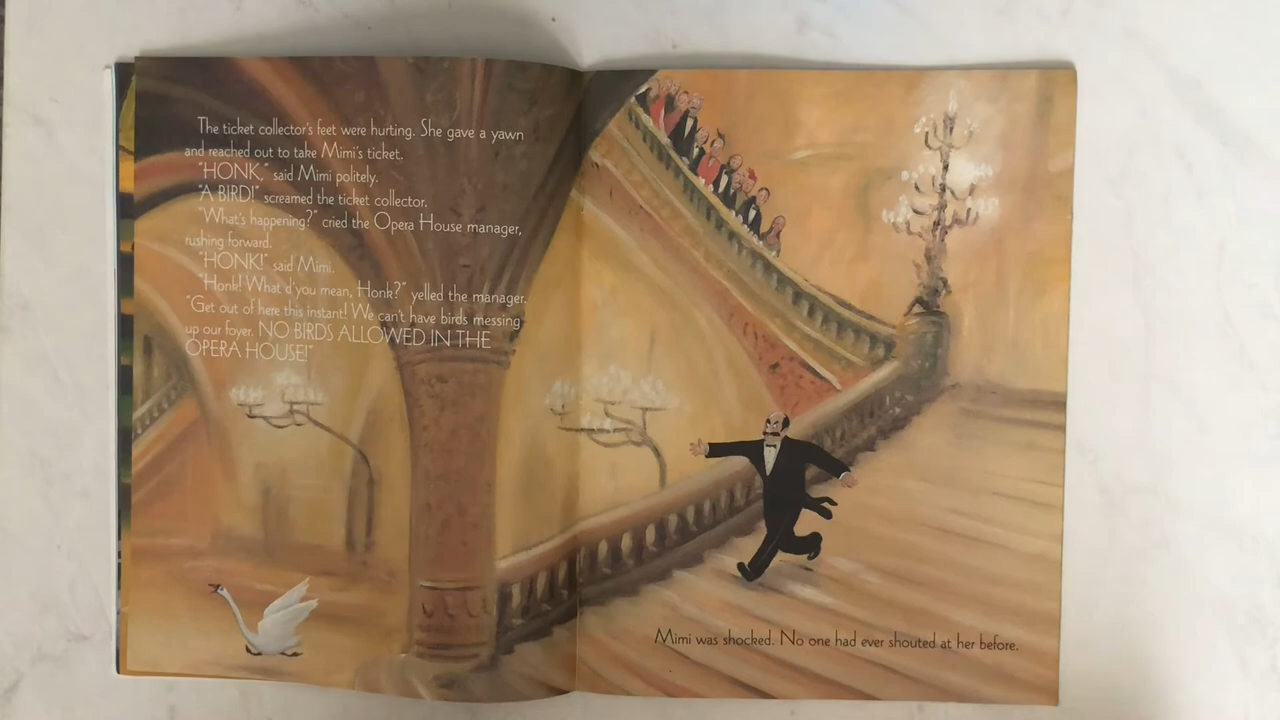 The ticket collector's feet were hurting. She gave a yawn
and reached out to take Mimi's ticket.
"HONK," said Mimi politely.
"A BIRD!" screamed the ticket collector.
"What's happening?" cried the Opera House manager,
rushing forward.
"HONK!" said Mimi.
"Honk! What d'you mean, Honk?" yelled the manager.
"Get out of here this instant! We can't have birds messing
up our foyer. NO BIRDS ALLOWED IN THE
OPERA HOUSE!"
Mimi was shocked. No one had ever shouted at her before.